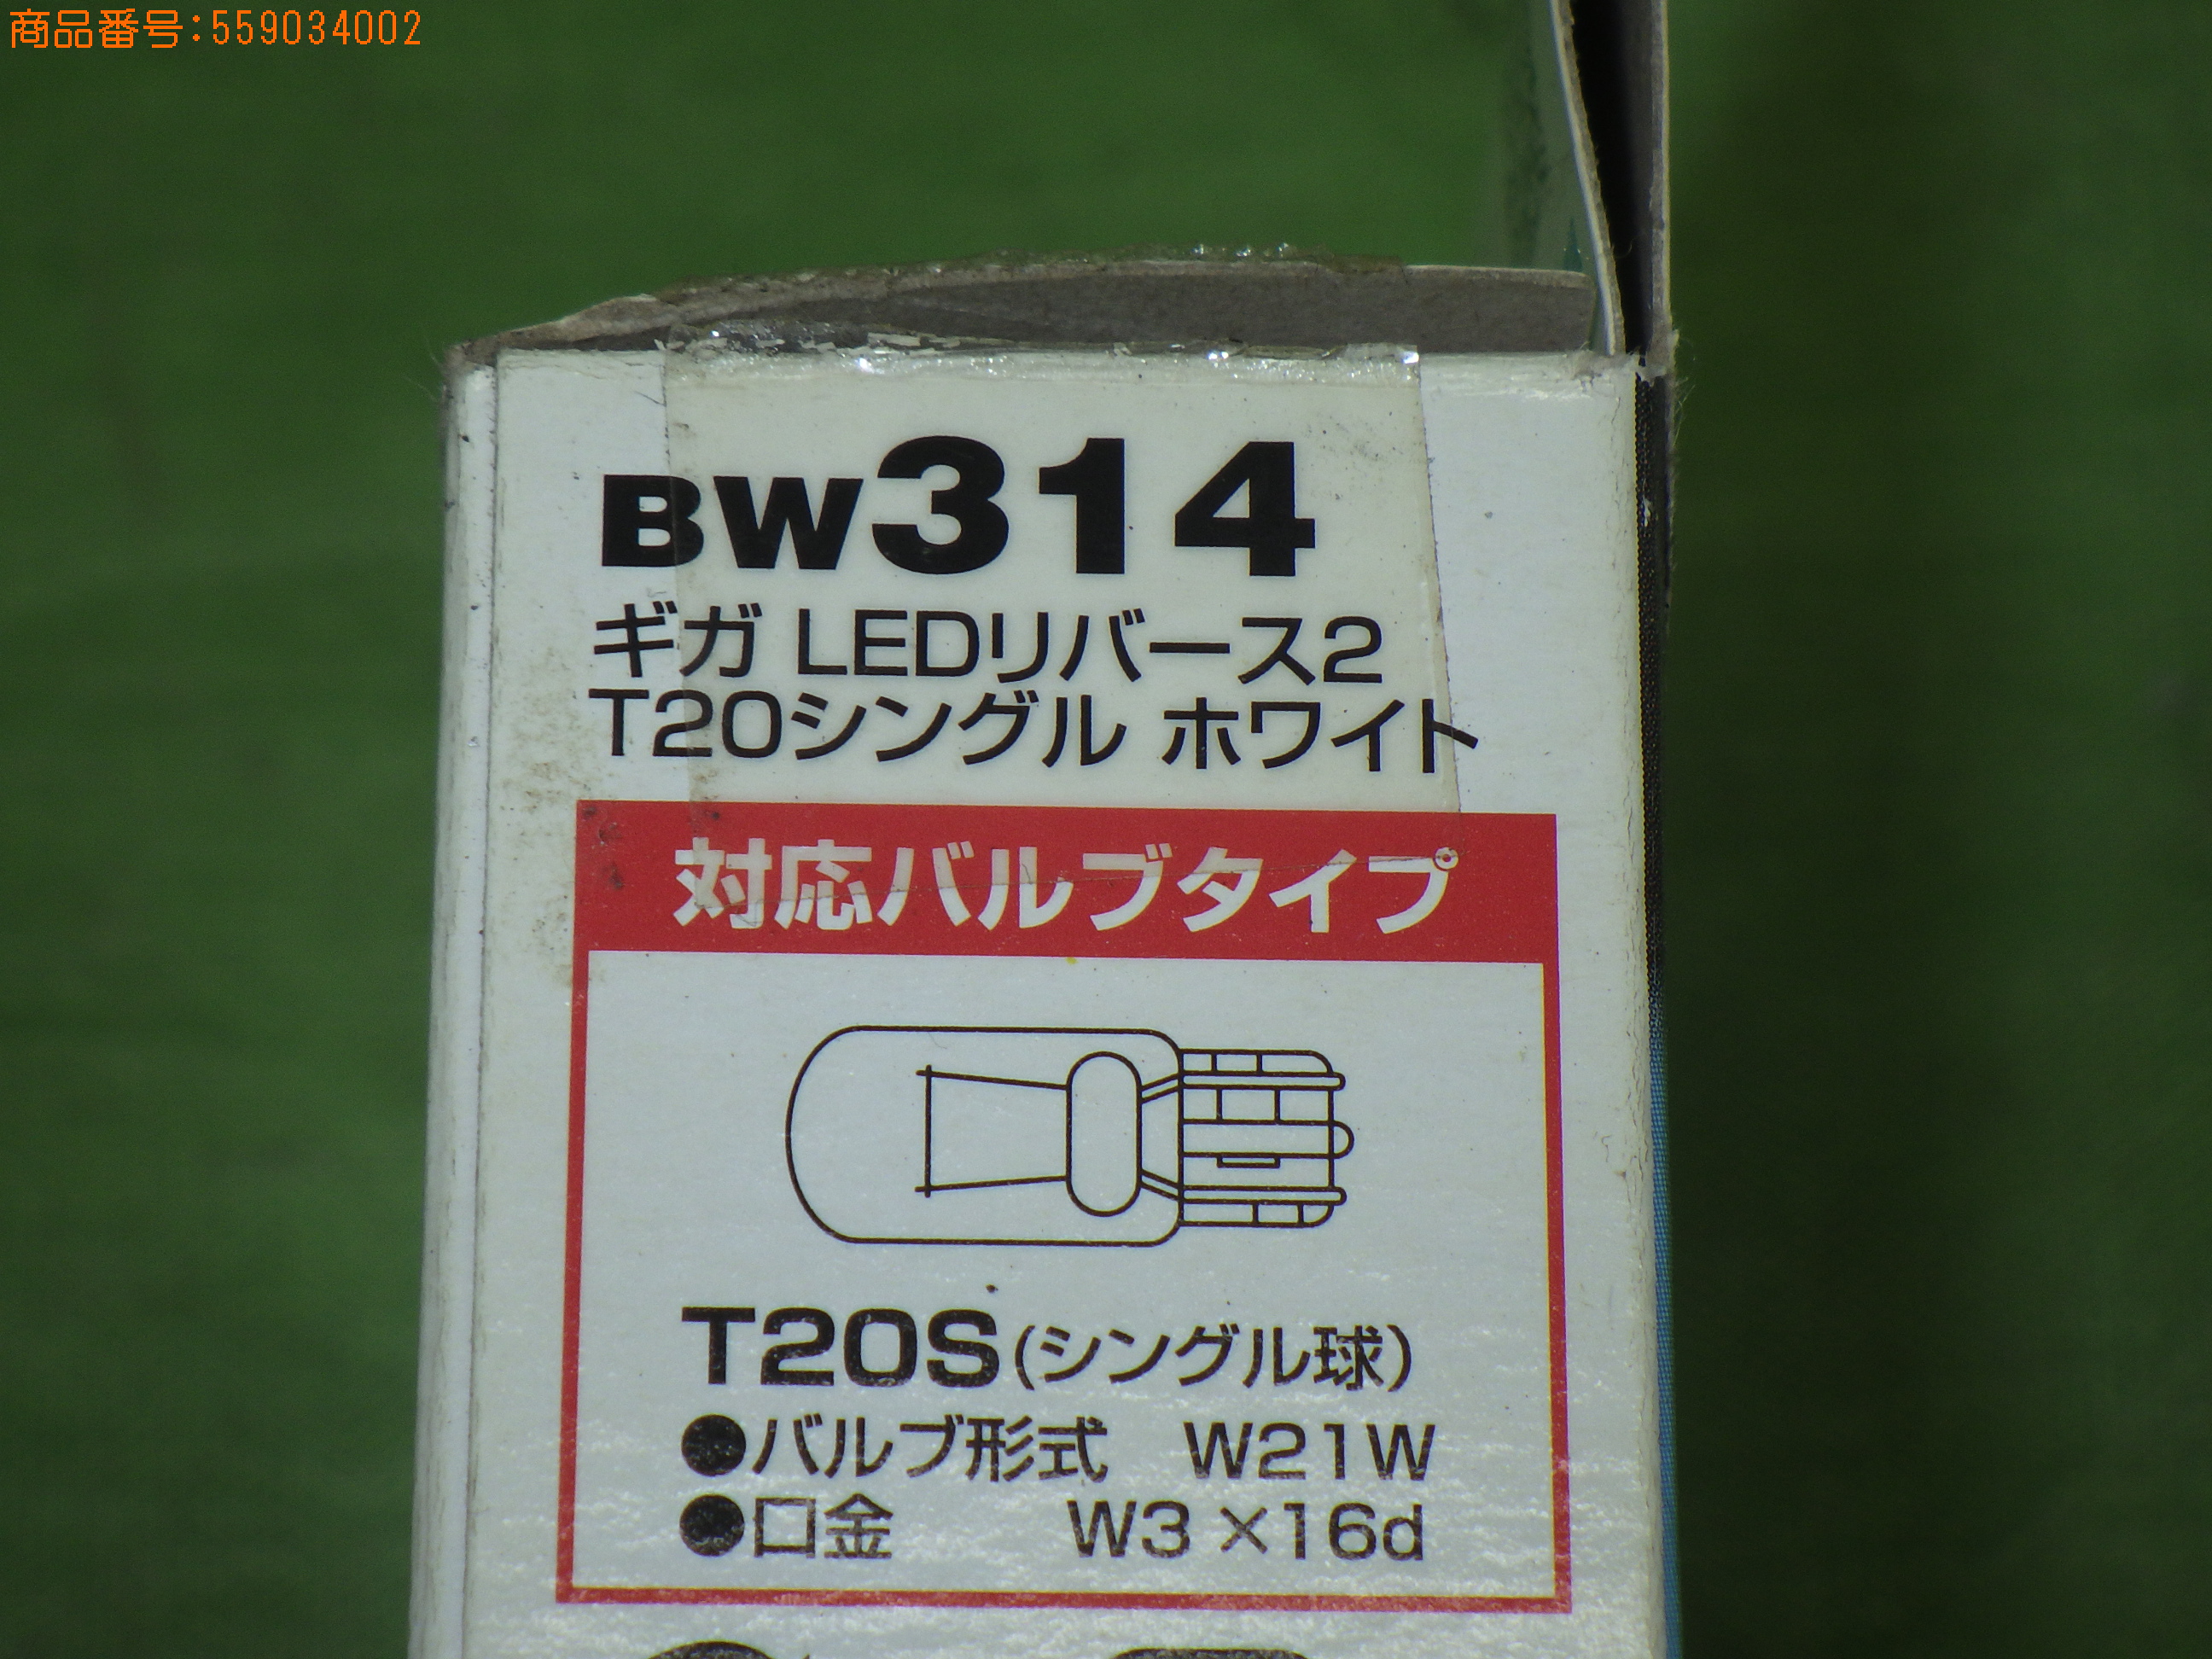 商品番号:559034002
BW314
ギガ LEDリバース2
T20シングル ホワイト
対応バルブタイプ
T20S(シングル球)
●バルブ形式 W21W
●口金 W3×16d